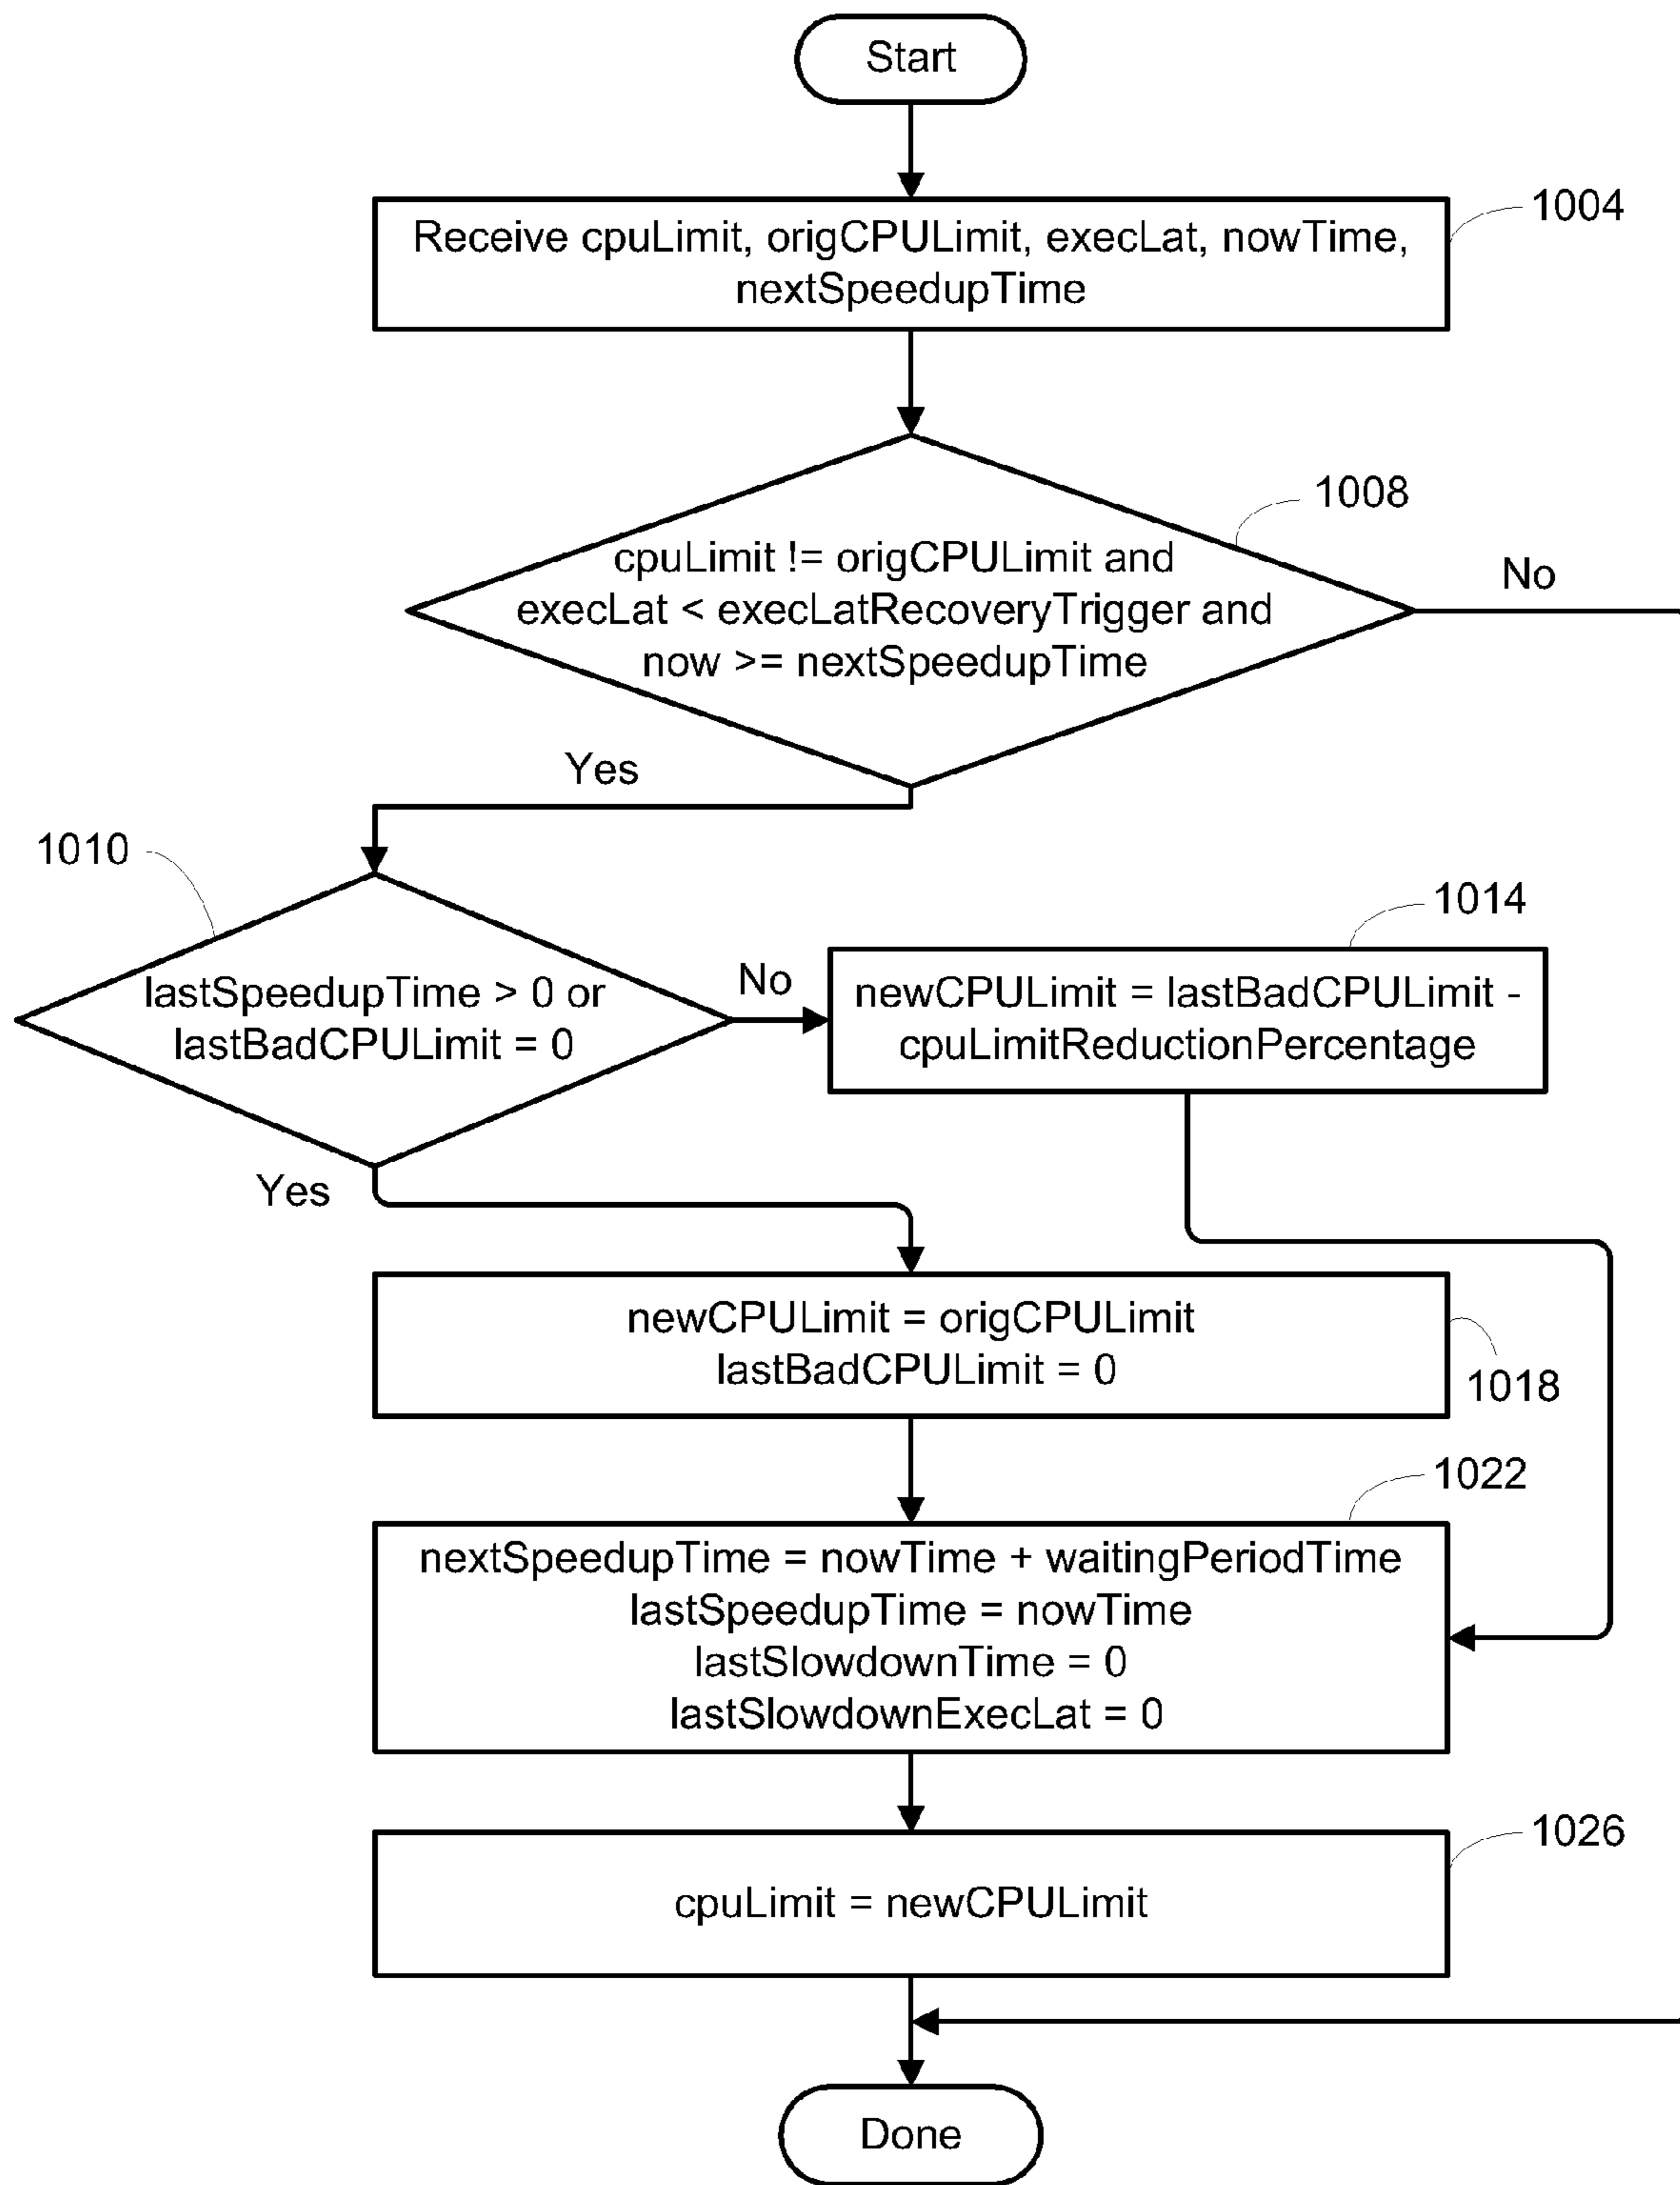 Start
1004
Receive cpuLimit, origCPULimit, execLat, nowTime,
nextSpeedupTime
1008
cpuLimit != origCPULimit and
execLat < execLatRecoveryTrigger and
now >= nextSpeedupTime
No
Yes
1010
lastSpeedupTime > 0 or
lastBadCPULimit = 0
No
1014
newCPULimit = lastBadCPULimit -
cpuLimitReductionPercentage
Yes
newCPULimit = origCPULimit
lastBadCPULimit = 0
1018
1022
nextSpeedupTime = nowTime + waitingPeriodTime
lastSpeedupTime = nowTime
lastSlowdownTime = 0
lastSlowdownExecLat = 0
1026
cpuLimit = newCPULimit
Done